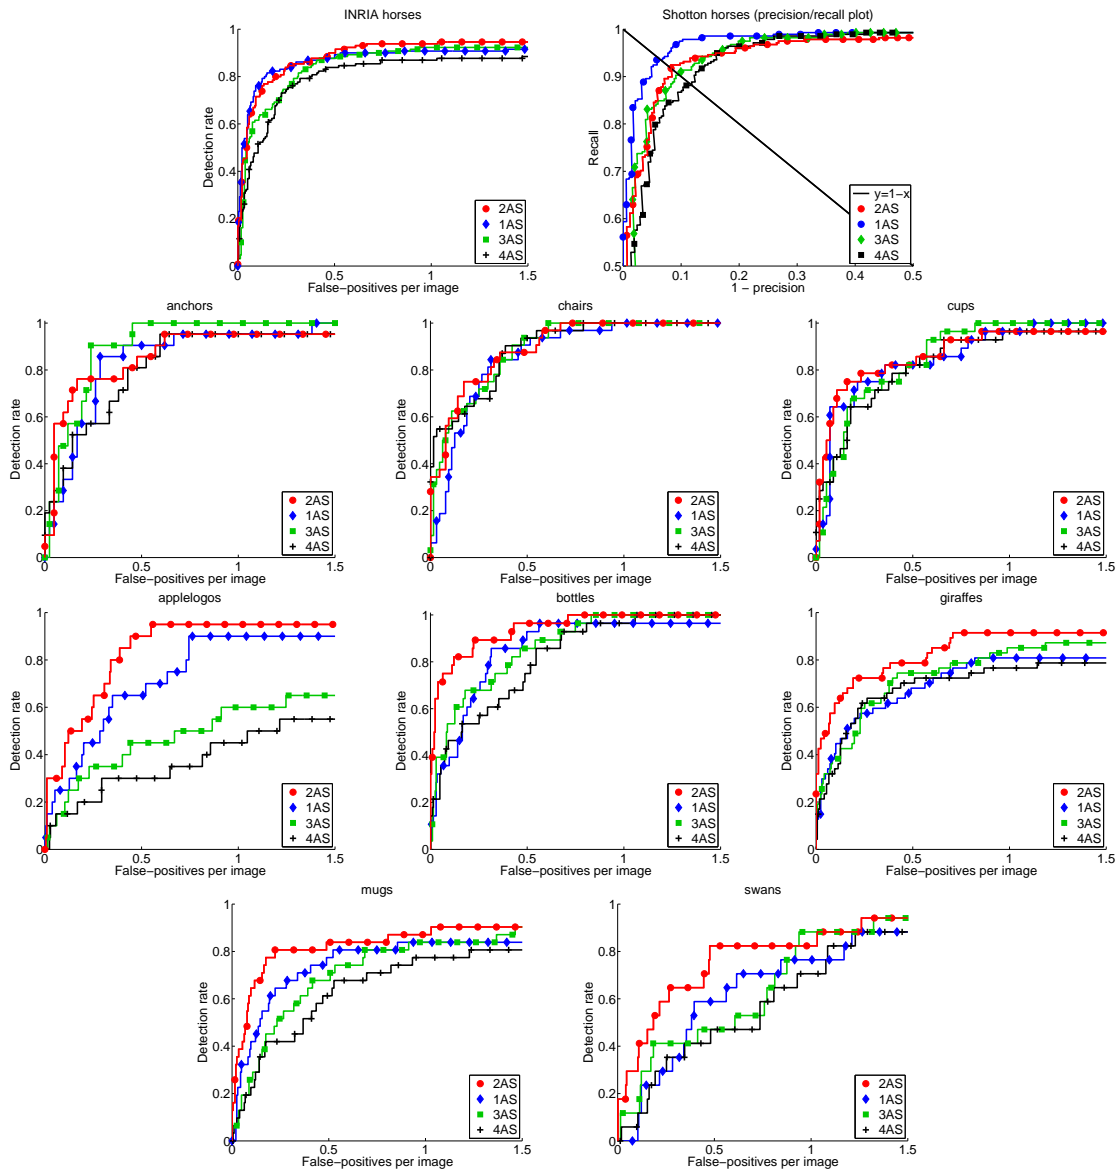 INRIA horses
Detection rate
1
0.8
0.6
0.4
0.2
0
0 0.5 1 1.5
False−positives per image
2AS
1AS
3AS
4AS
Shotton horses (precision/recall plot)
Recall
1
0.9
0.8
0.7
0.6
0.5
0 0.1 0.2 0.3 0.4 0.5
1 − precision
y=1−x
2AS
1AS
3AS
4AS
anchors
Detection rate
1
0.8
0.6
0.4
0.2
0
0 0.5 1 1.5
False−positives per image
2AS
1AS
3AS
4AS
chairs
Detection rate
1
0.8
0.6
0.4
0.2
0
0 0.5 1 1.5
False−positives per image
2AS
1AS
3AS
4AS
cups
Detection rate
1
0.8
0.6
0.4
0.2
0
0 0.5 1 1.5
False−positives per image
2AS
1AS
3AS
4AS
applelogos
Detection rate
1
0.8
0.6
0.4
0.2
0
0 0.5 1 1.5
False−positives per image
2AS
1AS
3AS
4AS
bottles
Detection rate
1
0.8
0.6
0.4
0.2
0
0 0.5 1 1.5
False−positives per image
2AS
1AS
3AS
4AS
giraffes
Detection rate
1
0.8
0.6
0.4
0.2
0
0 0.5 1 1.5
False−positives per image
2AS
1AS
3AS
4AS
mugs
Detection rate
1
0.8
0.6
0.4
0.2
0
0 0.5 1 1.5
False−positives per image
2AS
1AS
3AS
4AS
swans
Detection rate
1
0.8
0.6
0.4
0.2
0
0 0.5 1 1.5
False−positives per image
2AS
1AS
3AS
4AS